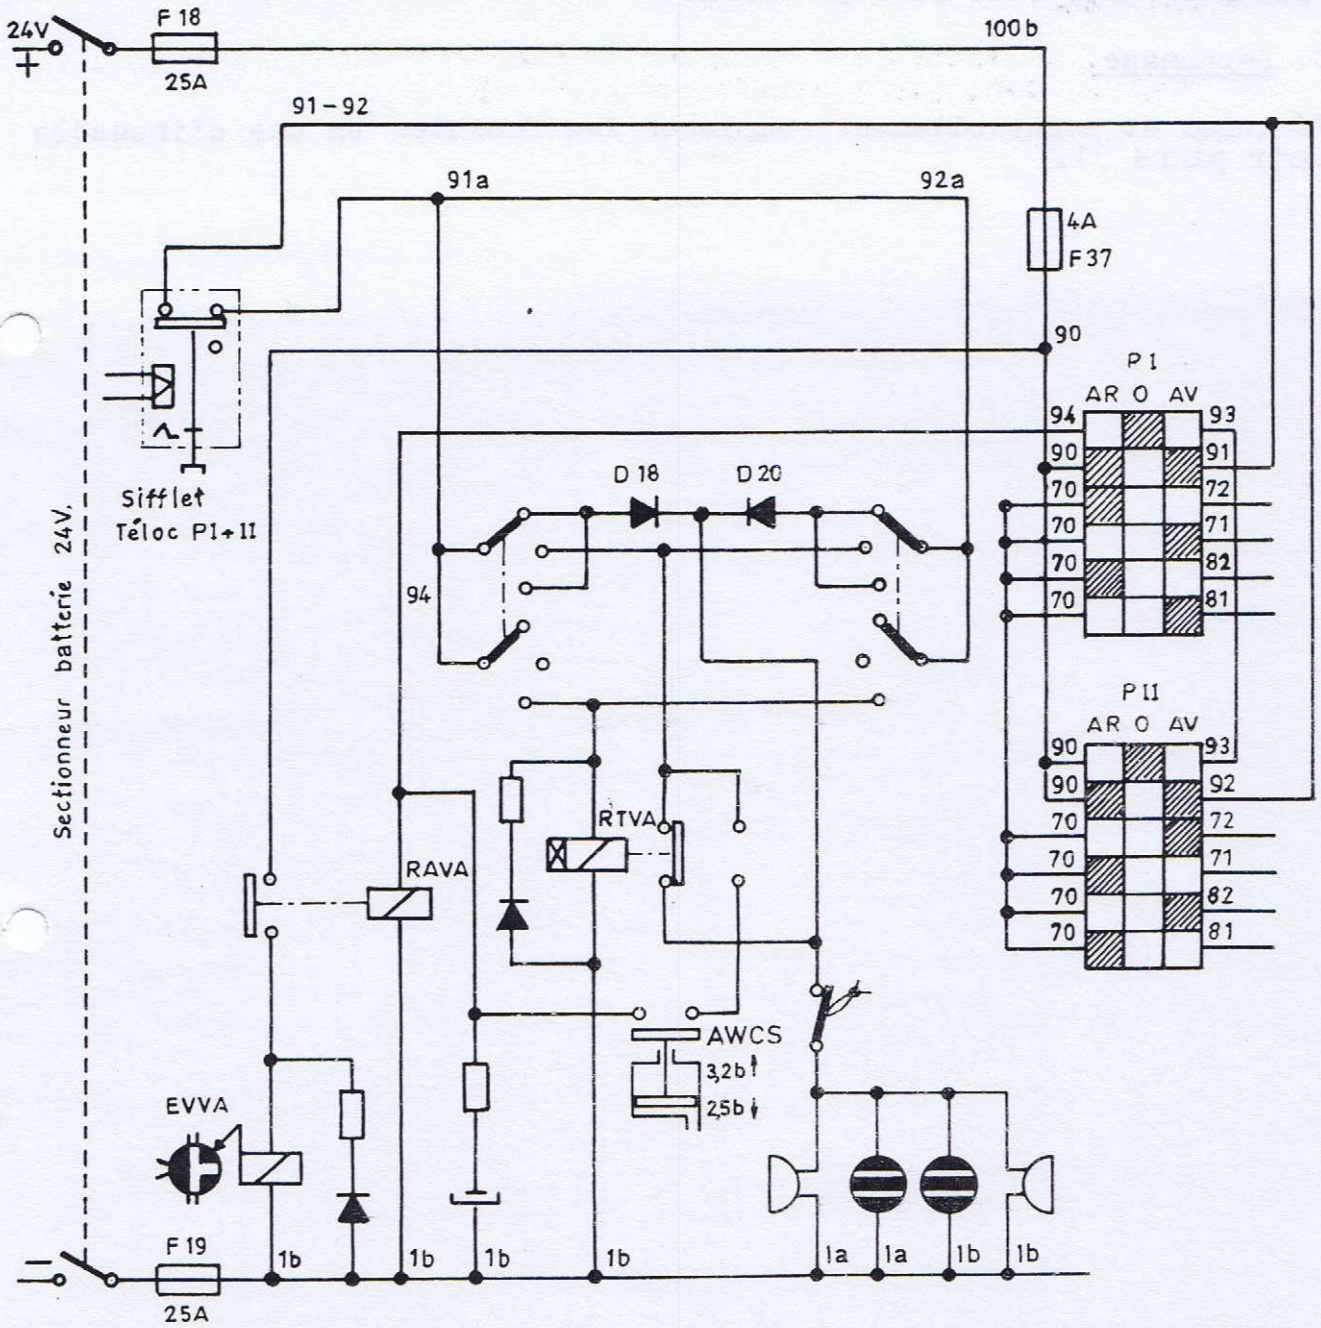 F 18
24V
+
25A
100b
91-92
91a
92a
4A
F 37
90
P I
AR O AV
94 93
90 91
70 72
70 71
70 82
70 81
Sifflet
Téloc PI+II
D 18
D 20
94
Sectionneur batterie 24V.
P II
AR O AV
90 93
90 92
70 72
70 71
70 82
70 81
RTVA
RAVA
AWCS
3,2b
2,5b
EVVA
F 19
25A
1b
1b
1b
1b
1a
1a
1b
1b